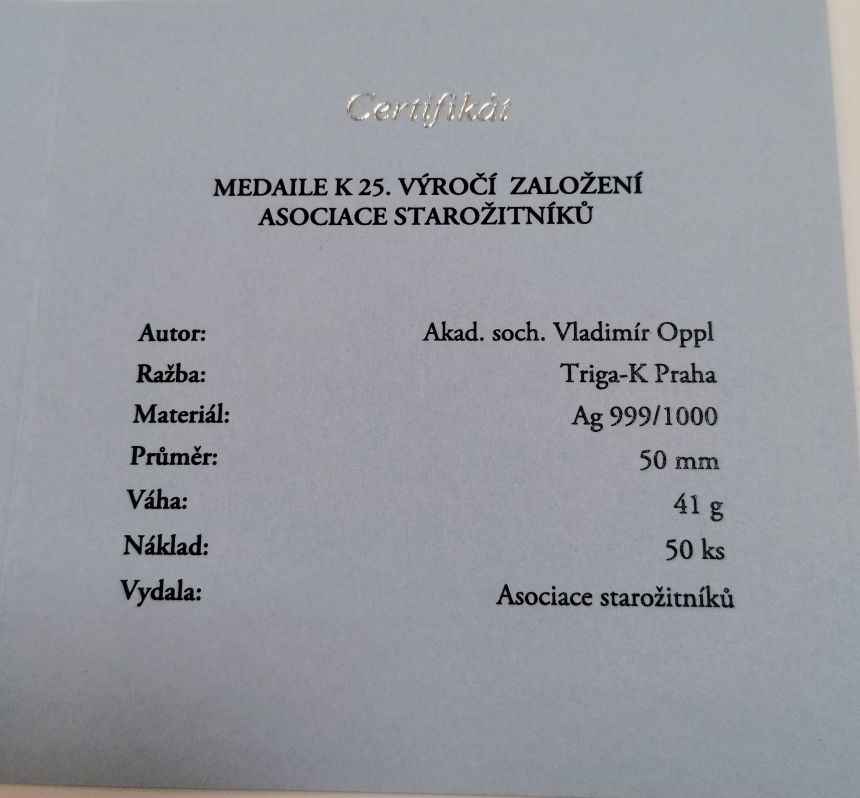 Certifikát
MEDAILE K 25. VÝROČÍ ZALOŽENÍ
ASOCIACE STAROŽITNÍKŮ
Autor: Akad. soch. Vladimír Oppl
Ražba: Triga-K Praha
Materiál: Ag 999/1000
Průměr: 50 mm
Váha: 41 g
Náklad: 50 ks
Vydala: Asociace starožitníků